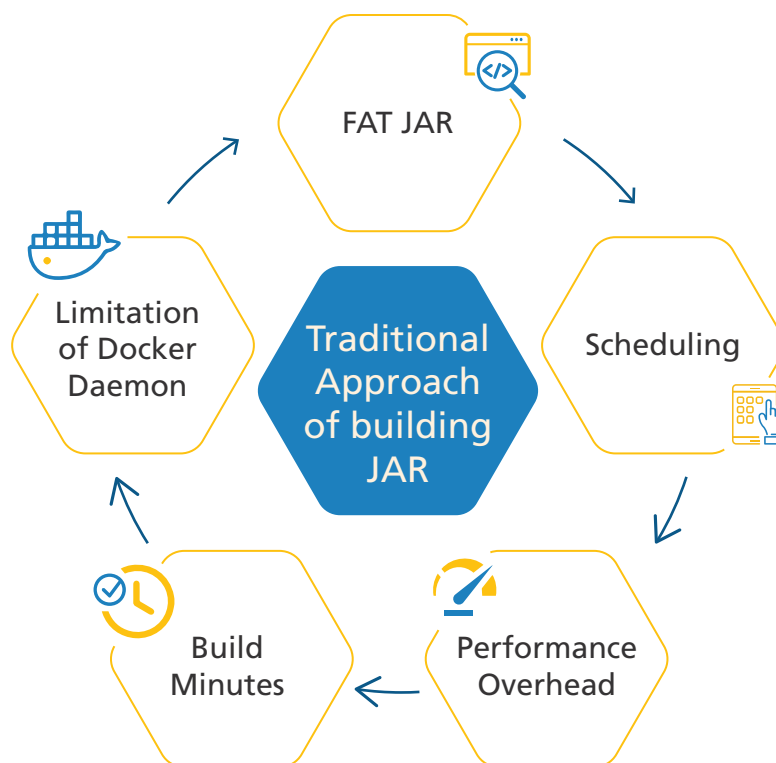 FAT JAR
Limitation
of Docker
Daemon
Traditional
Approach
of building
JAR
Scheduling
Build
Minutes
Performance
Overhead